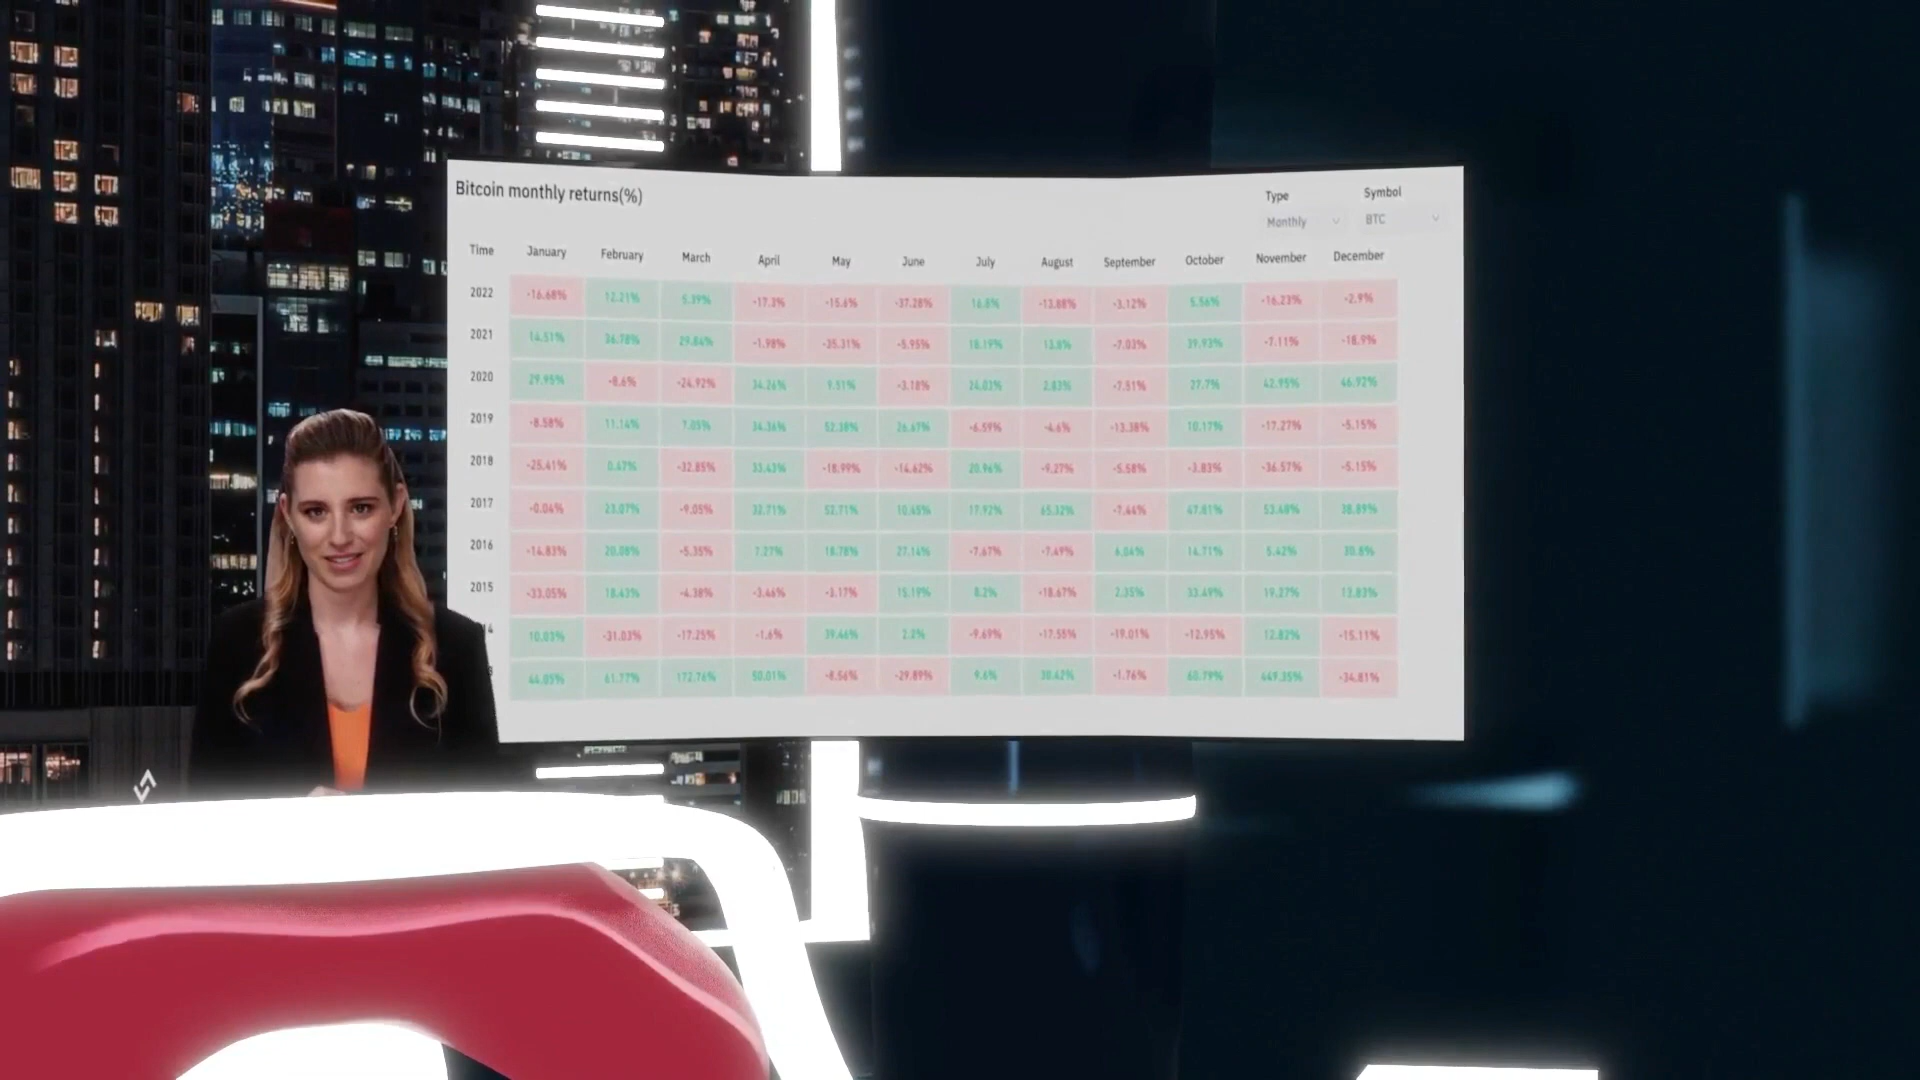 Bitcoin monthly returns(%)
Type Symbol
Monthly BTC
Time January February March April May June July August September October November December
2022 -16.68% 12.21% 5.39% -17.3% -15.6% -37.28% 16.8% -13.88% -3.12% 5.56% -16.23% -2.9%
2021 14.51% 36.78% 29.84% -1.98% -35.31% -5.95% 18.19% 13.8% -7.03% 39.93% -7.11% -18.9%
2020 29.95% -8.6% -24.92% 34.26% 9.51% -3.18% 24.03% 2.83% -7.51% 27.7% 42.95% 46.92%
2019 -8.58% 11.14% 7.05% 34.36% 52.38% 26.67% -6.59% -4.6% -13.38% 10.17% -17.27% -5.15%
2018 -25.41% 0.47% -32.85% 33.43% -18.99% -14.62% 20.96% -9.27% -5.58% -3.83% -36.57% -5.15%
2017 -0.04% 23.07% -9.05% 32.71% 52.71% 10.45% 17.92% 65.32% -7.44% 47.81% 53.48% 38.89%
2016 -14.83% 20.08% -5.35% 7.27% 18.78% 27.14% -7.67% -7.49% 6.04% 14.71% 5.42% 30.8%
2015 -33.05% 18.43% -4.38% -3.46% -3.17% 15.19% 8.2% -18.67% 2.35% 33.49% 19.27% 13.83%
4 10.03% -31.03% -17.25% -1.6% 39.46% 2.2% -9.69% -17.55% -19.01% -12.95% 12.82% -15.11%
3 44.05% 61.77% 172.76% 50.01% -8.56% -29.89% 9.6% 30.42% -1.76% 60.79% 449.35% -34.81%